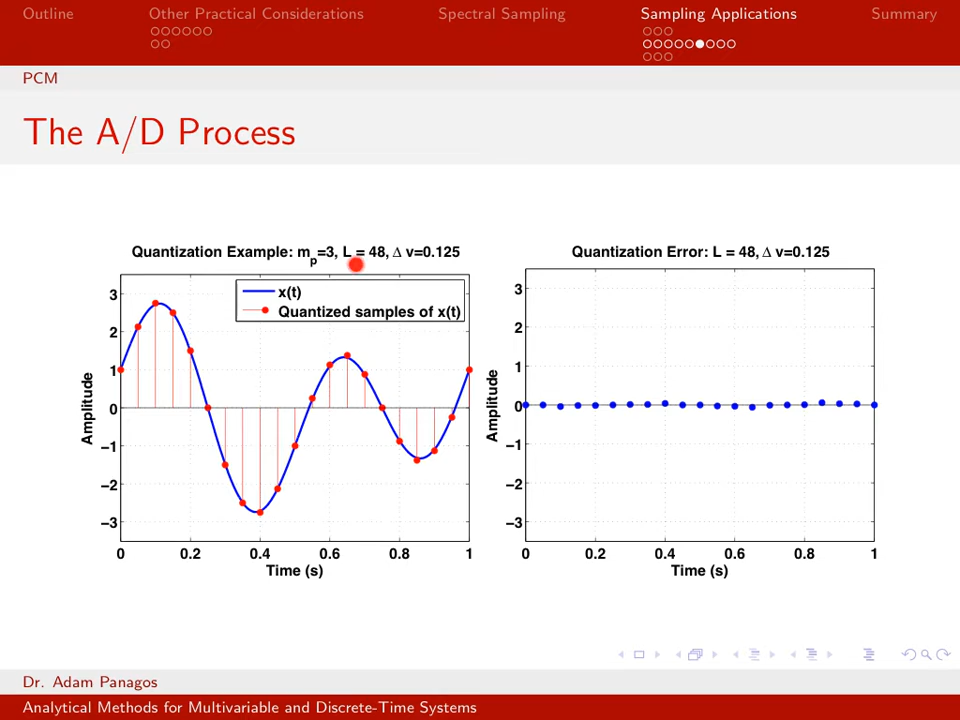 Outline Other Practical Considerations Spectral Sampling Sampling Applications Summary
PCM
The A/D Process
Quantization Example: mp=3, L = 48, Δ v=0.125
x(t)
Quantized samples of x(t)
3
2
1
0
−1
−2
−3
Amplitude
0 0.2 0.4 0.6 0.8 1
Time (s)
Quantization Error: L = 48, Δ v=0.125
3
2
1
0
−1
−2
−3
Amplitude
0 0.2 0.4 0.6 0.8 1
Time (s)
Dr. Adam Panagos
Analytical Methods for Multivariable and Discrete-Time Systems